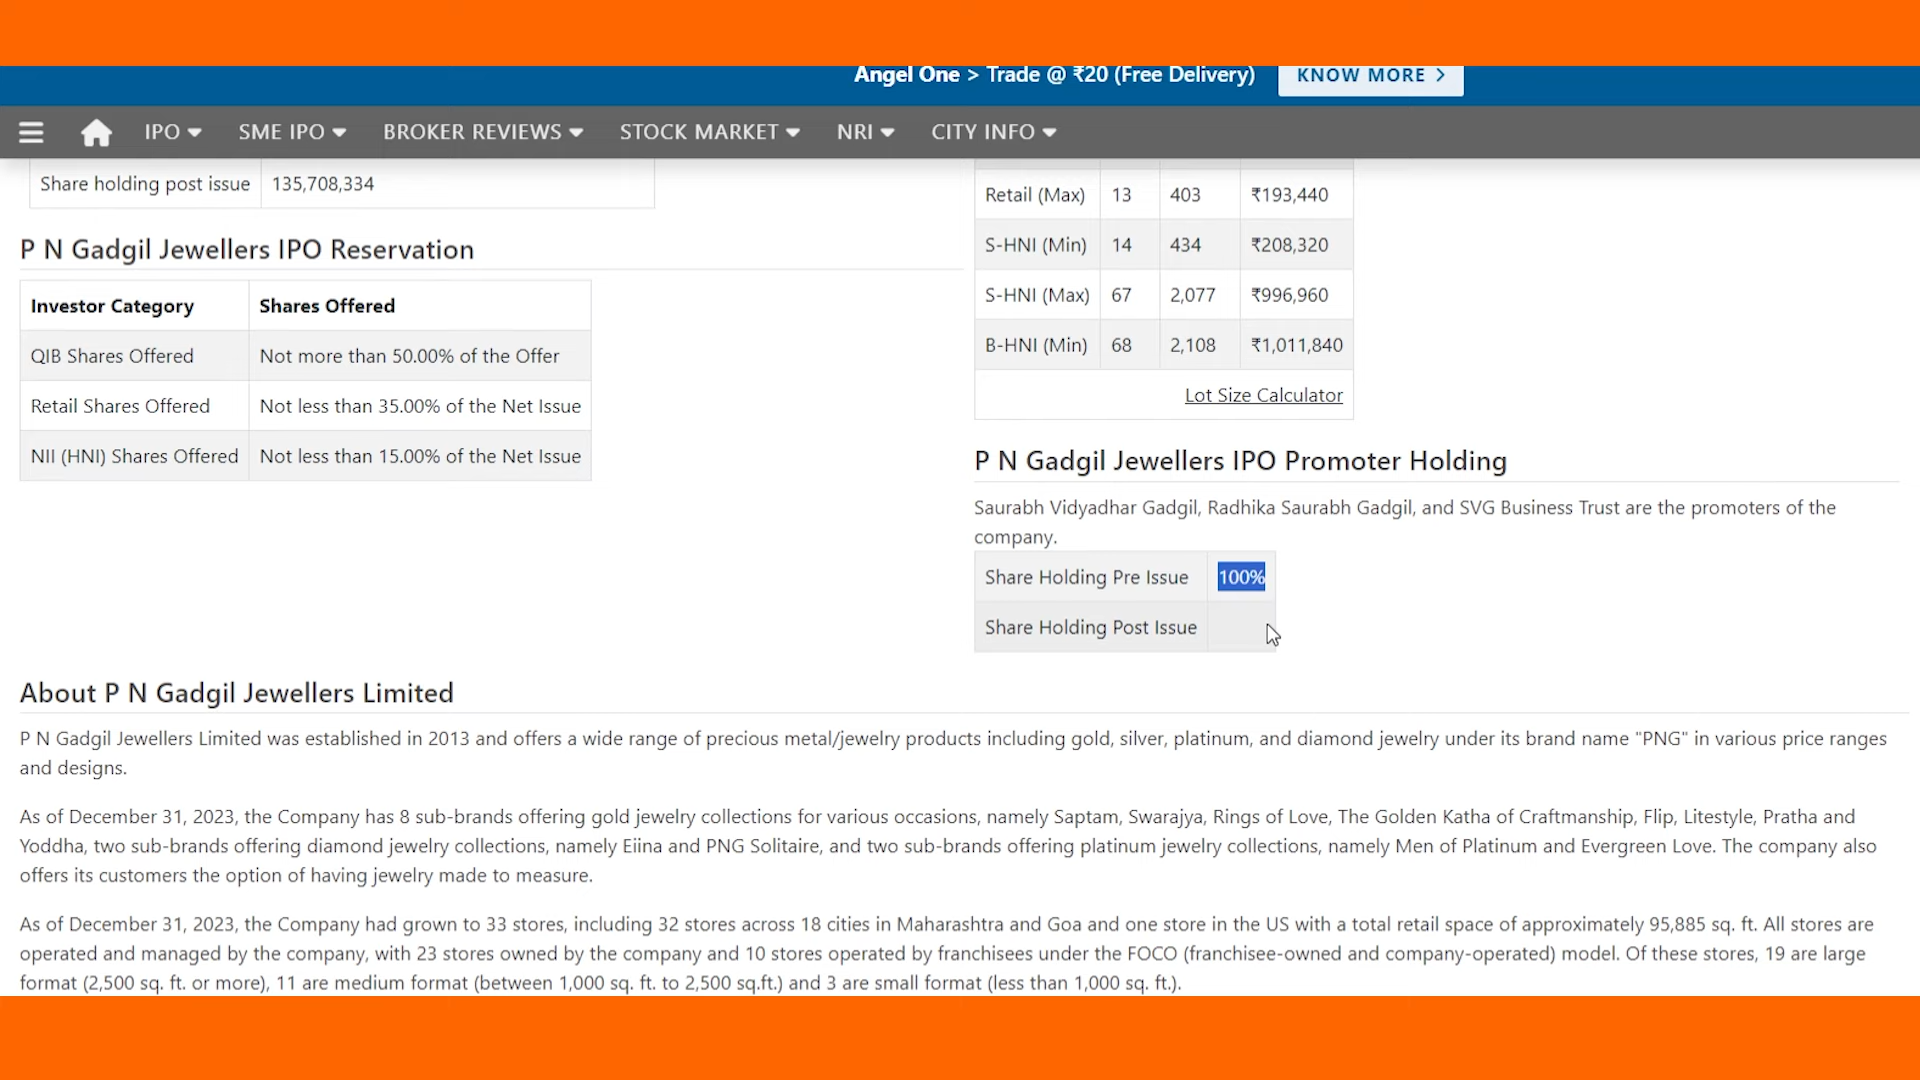 Angel One > Trade @ ₹20 (Free Delivery)
KNOW MORE >
IPO
SME IPO
BROKER REVIEWS
STOCK MARKET
NRI
CITY INFO
Share holding post issue 135,708,334
P N Gadgil Jewellers IPO Reservation
Investor Category Shares Offered
QIB Shares Offered Not more than 50.00% of the Offer
Retail Shares Offered Not less than 35.00% of the Net Issue
NII (HNI) Shares Offered Not less than 15.00% of the Net Issue
Retail (Max) 13 403 ₹193,440
S-HNI (Min) 14 434 ₹208,320
S-HNI (Max) 67 2,077 ₹996,960
B-HNI (Min) 68 2,108 ₹1,011,840
Lot Size Calculator
P N Gadgil Jewellers IPO Promoter Holding
Saurabh Vidyadhar Gadgil, Radhika Saurabh Gadgil, and SVG Business Trust are the promoters of the
company.
Share Holding Pre Issue 100%
Share Holding Post Issue
About P N Gadgil Jewellers Limited
P N Gadgil Jewellers Limited was established in 2013 and offers a wide range of precious metal/jewelry products including gold, silver, platinum, and diamond jewelry under its brand name "PNG" in various price ranges
and designs.
As of December 31, 2023, the Company has 8 sub-brands offering gold jewelry collections for various occasions, namely Saptam, Swarajya, Rings of Love, The Golden Katha of Craftmanship, Flip, Litestyle, Pratha and
Yoddha, two sub-brands offering diamond jewelry collections, namely Eiina and PNG Solitaire, and two sub-brands offering platinum jewelry collections, namely Men of Platinum and Evergreen Love. The company also
offers its customers the option of having jewelry made to measure.
As of December 31, 2023, the Company had grown to 33 stores, including 32 stores across 18 cities in Maharashtra and Goa and one store in the US with a total retail space of approximately 95,885 sq. ft. All stores are
operated and managed by the company, with 23 stores owned by the company and 10 stores operated by franchisees under the FOCO (franchisee-owned and company-operated) model. Of these stores, 19 are large
format (2,500 sq. ft. or more), 11 are medium format (between 1,000 sq. ft. to 2,500 sq.ft.) and 3 are small format (less than 1,000 sq. ft.).